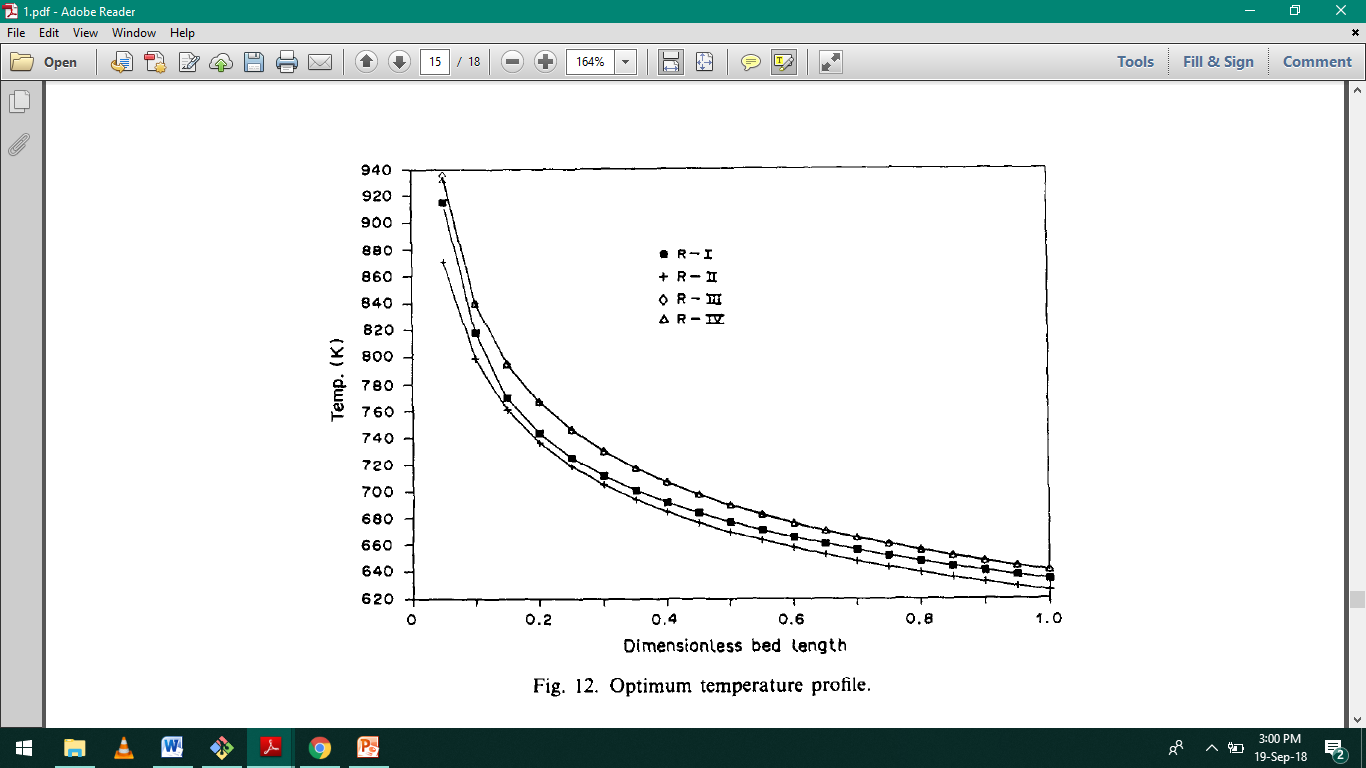 1.pdf - Adobe Reader
File Edit View Window Help
Open 15 / 18 164% Tools Fill & Sign Comment
940
920
900
880
860
840
820
800
780
760
740
720
700
680
660
640
620
Temp. (K)
R - I
R - II
R - III
R - IV
0 0.2 0.4 0.6 0.8 1.0
Dimensionless bed length
Fig. 12. Optimum temperature profile.
3:00 PM
19-Sep-18
2